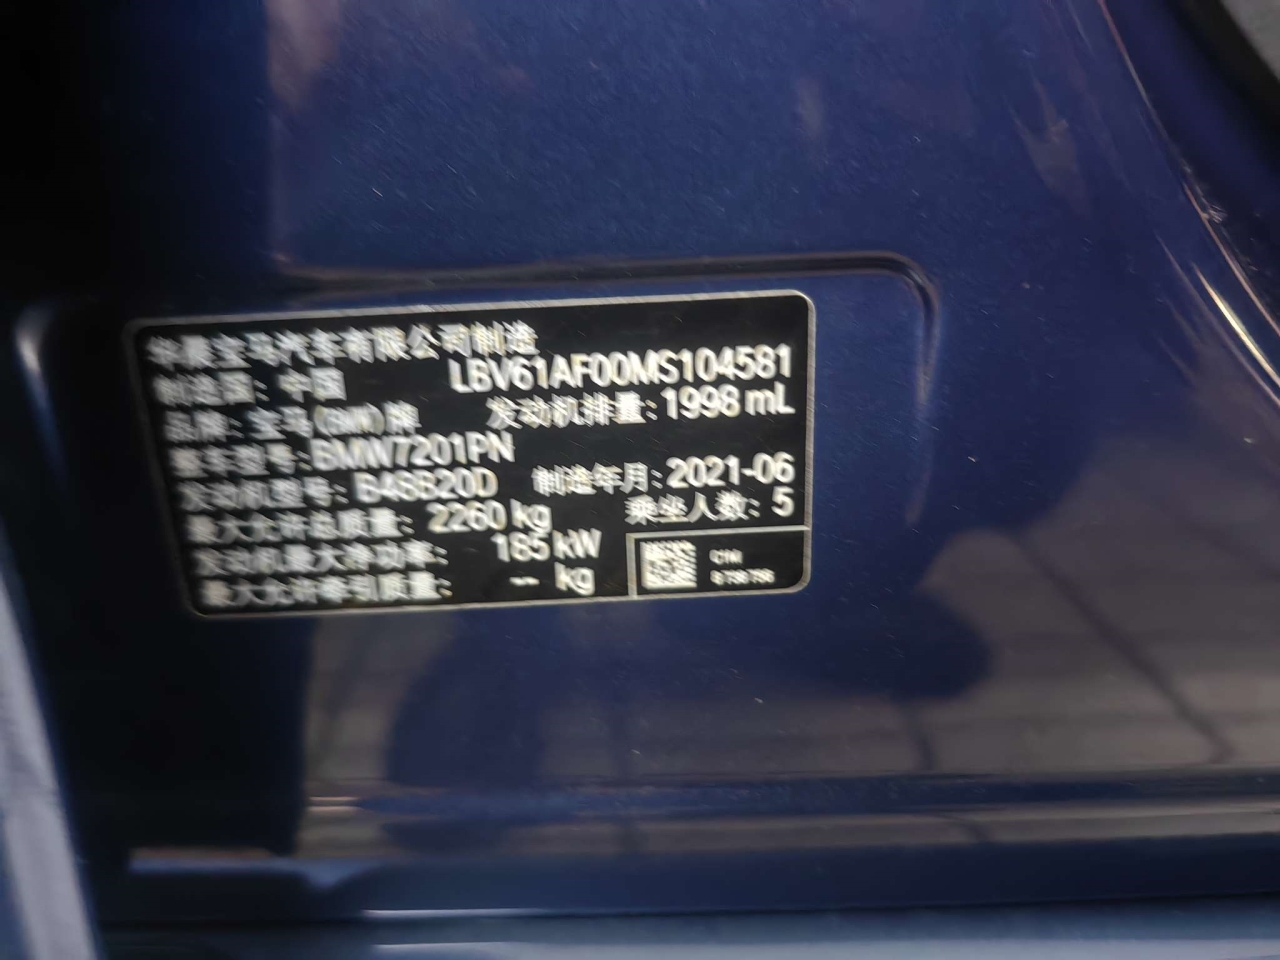 华晨宝马汽车有限公司制造
制造国: 中国 LBV61AF00MS104581
品牌: 宝马(BMW)牌 发动机排量: 1998 mL
整车型号: BMW7201PN
发动机型号: B48B20D 制造年月: 2021-06
最大允许总质量: 2260 kg 乘坐人数: 5
发动机最大净功率: 185 kW
最大允许牵引质量: -- kg